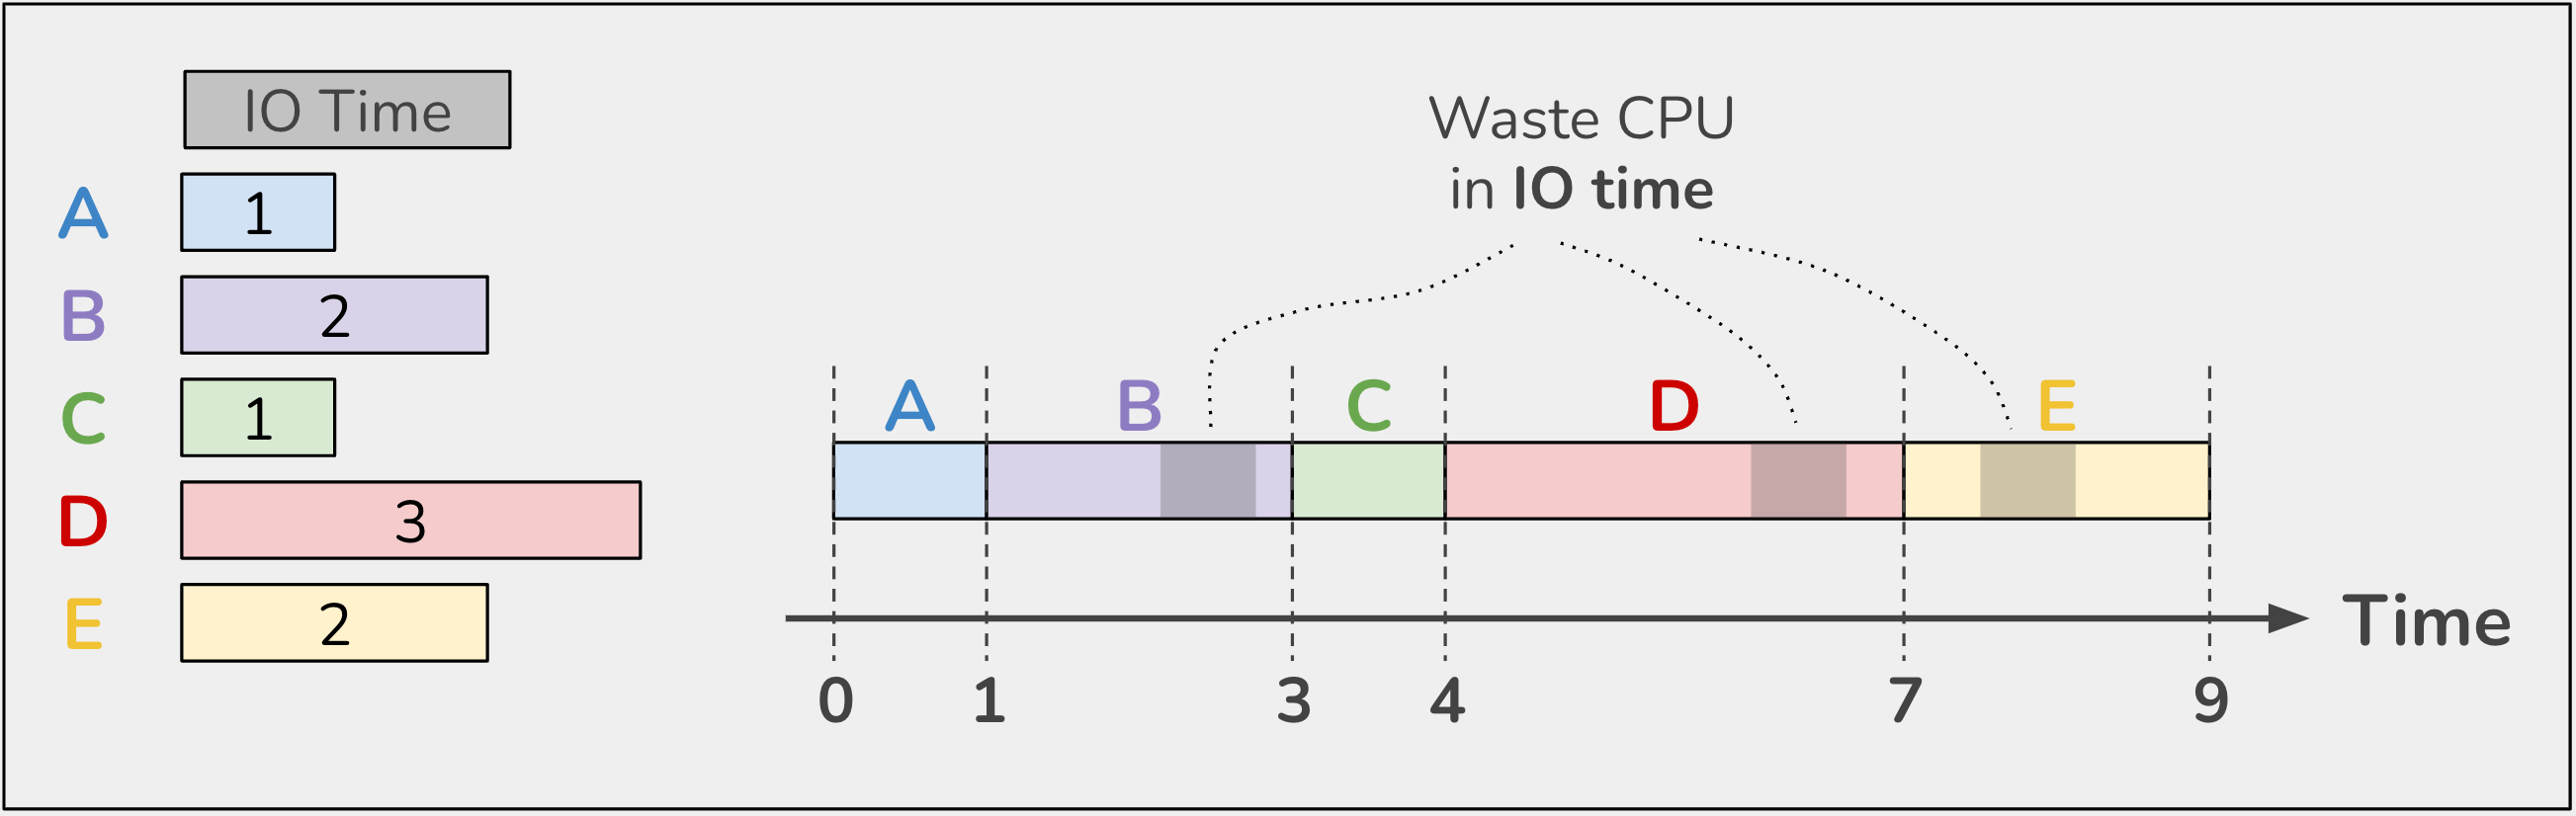 IO Time
A 1
B 2
C 1
D 3
E 2
Waste CPU
in IO time
A B C D E
Time
0 1 3 4 7 9